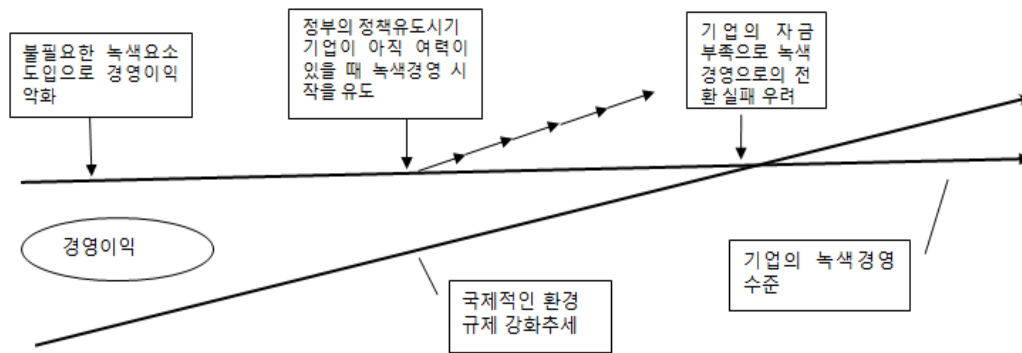 불필요한 녹색요소
도입으로 경영이익
악화
정부의 정책유도시기
기업이 아직 여력이
있을 때 녹색경영 시
작을 유도
기업의 자금
부족으로 녹색
경영으로의 전
환 실패 우려
경영이익
국제적인 환경
규제 강화추세
기업의 녹색경영
수준